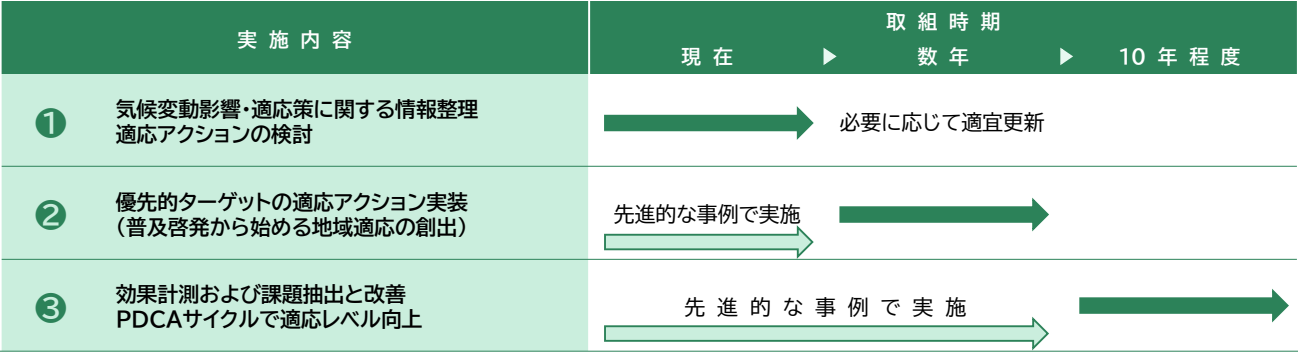 実施内容
取組時期
現在 ▶ 数年 ▶ 10年程度
❶ 気候変動影響・適応策に関する情報整理
適応アクションの検討
必要に応じて適宜更新
❷ 優先的ターゲットの適応アクション実装
（普及啓発から始める地域適応の創出）
先進的な事例で実施
❸ 効果計測および課題抽出と改善
PDCAサイクルで適応レベル向上
先進的な事例で実施